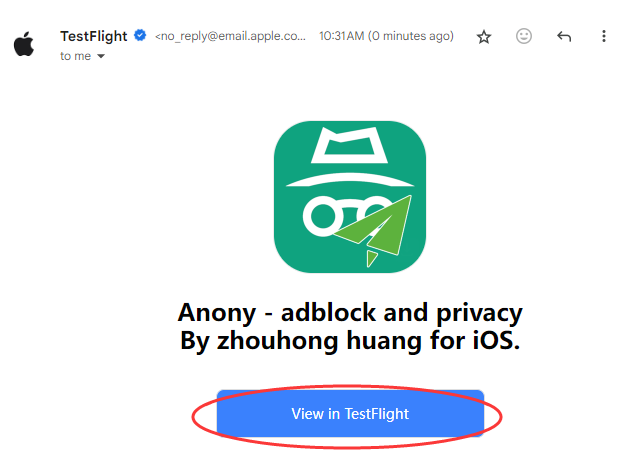 TestFlight <no_reply@email.apple.co... 10:31 AM (0 minutes ago)
to me
Anony - adblock and privacy
By zhouhong huang for iOS.
View in TestFlight